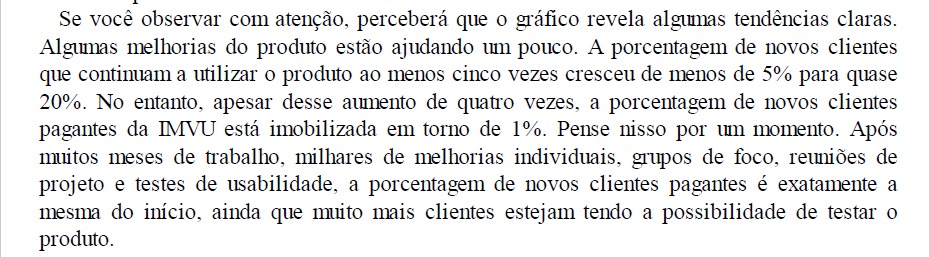 Se você observar com atenção, perceberá que o gráfico revela algumas tendências claras.
Algumas melhorias do produto estão ajudando um pouco. A porcentagem de novos clientes
que continuam a utilizar o produto ao menos cinco vezes cresceu de menos de 5% para quase
20%. No entanto, apesar desse aumento de quatro vezes, a porcentagem de novos clientes
pagantes da IMVU está imobilizada em torno de 1%. Pense nisso por um momento. Após
muitos meses de trabalho, milhares de melhorias individuais, grupos de foco, reuniões de
projeto e testes de usabilidade, a porcentagem de novos clientes pagantes é exatamente a
mesma do início, ainda que muito mais clientes estejam tendo a possibilidade de testar o
produto.